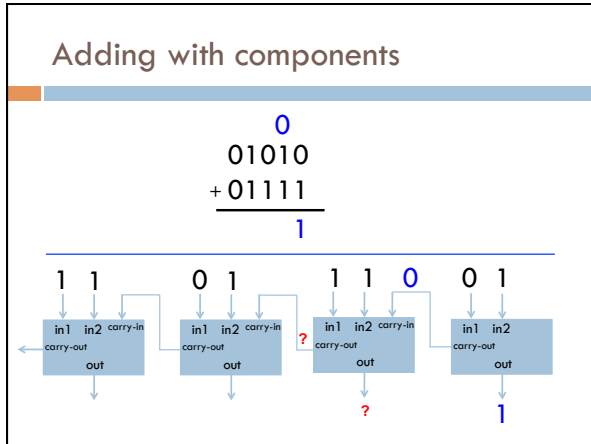 Adding with components
0
01010
+ 01111
1
1 1 0 1 1 1 0 0 1
in1 in2 carry-in in1 in2 carry-in in1 in2 carry-in in1 in2
carry-out carry-out ? carry-out carry-out
out out out out
? 1